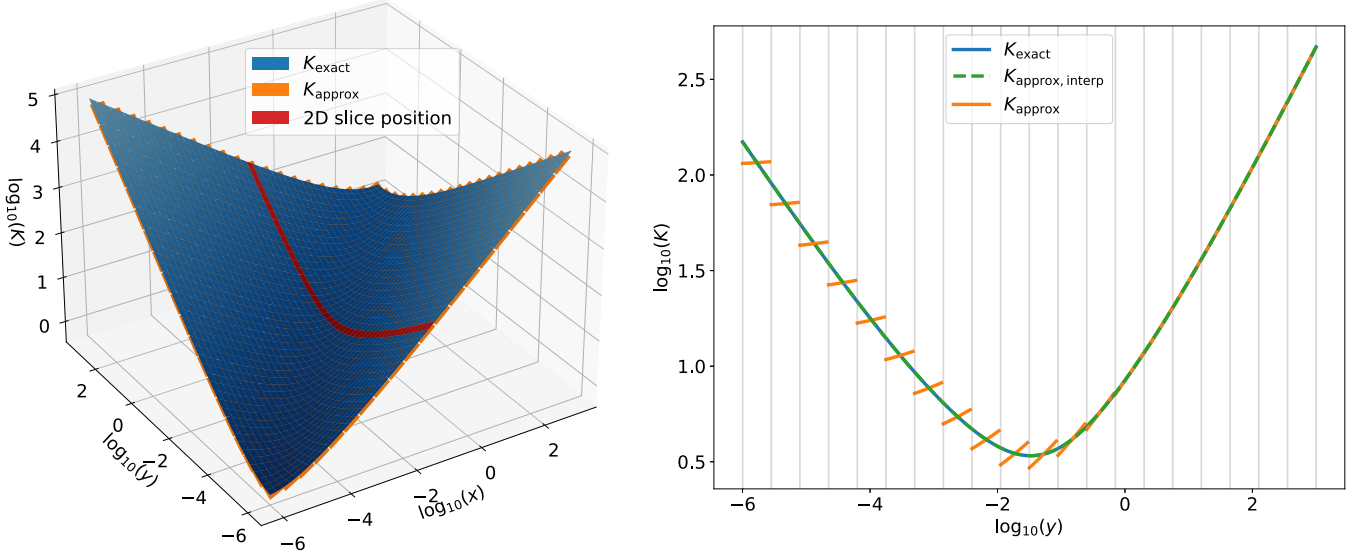 K_exact
K_approx
2D slice position
5
4
3
2
1
0
log₁₀(K)
2
0
−2
−4
−6
log₁₀(y)
−6
−4
−2
0
2
log₁₀(x)
K_exact
K_approx, interp
K_approx
2.5
2.0
1.5
1.0
0.5
log₁₀(K)
−6
−4
−2
0
2
log₁₀(y)